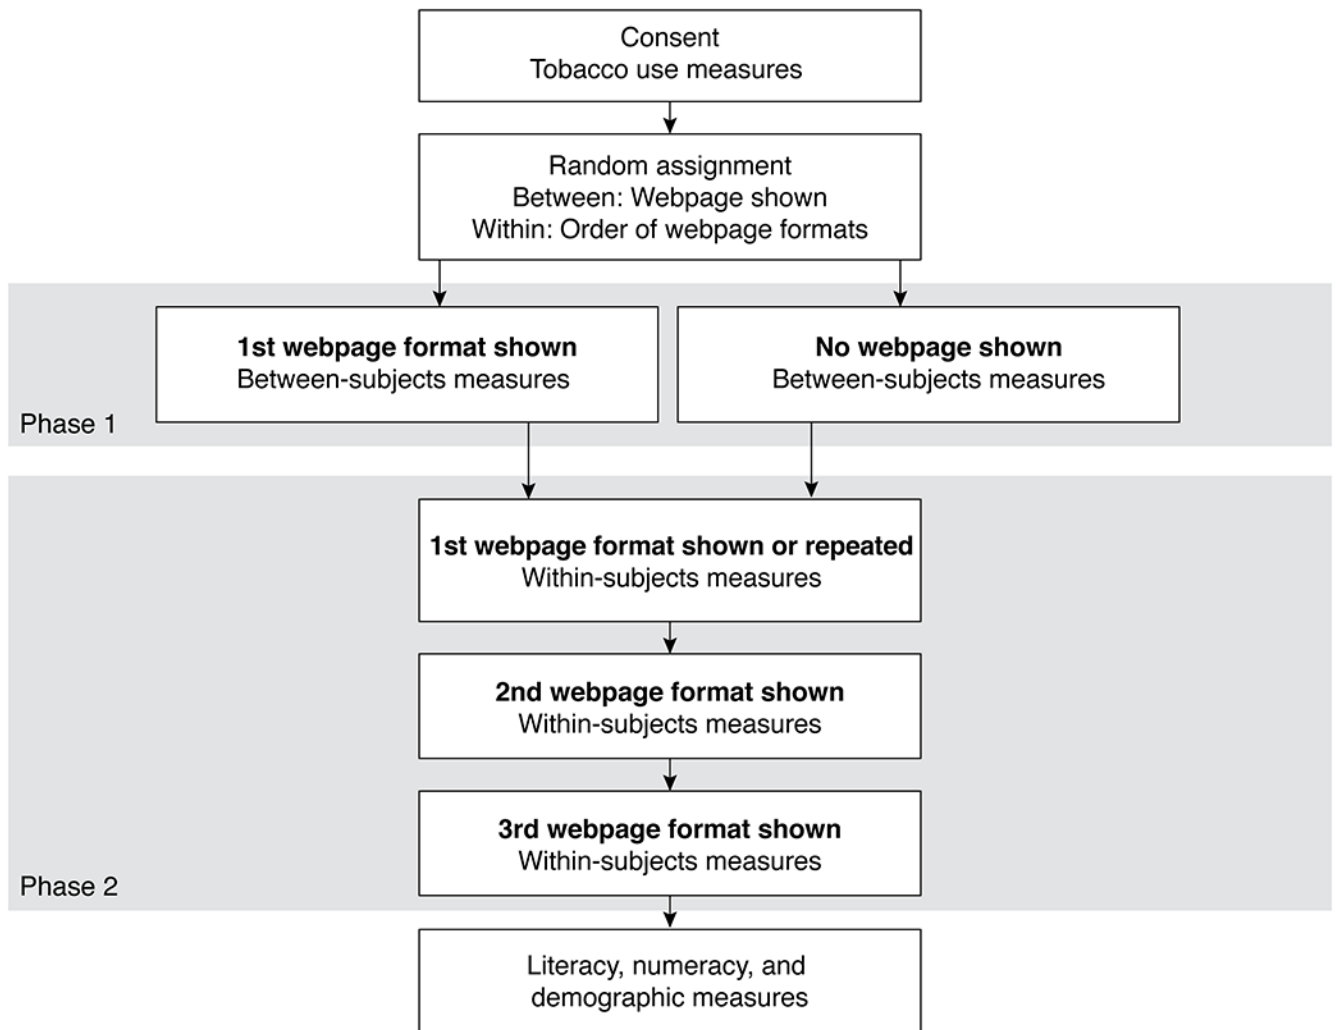 Consent
Tobacco use measures
Random assignment
Between: Webpage shown
Within: Order of webpage formats
1st webpage format shown
Between-subjects measures
No webpage shown
Between-subjects measures
Phase 1
1st webpage format shown or repeated
Within-subjects measures
2nd webpage format shown
Within-subjects measures
3rd webpage format shown
Within-subjects measures
Phase 2
Literacy, numeracy, and
demographic measures